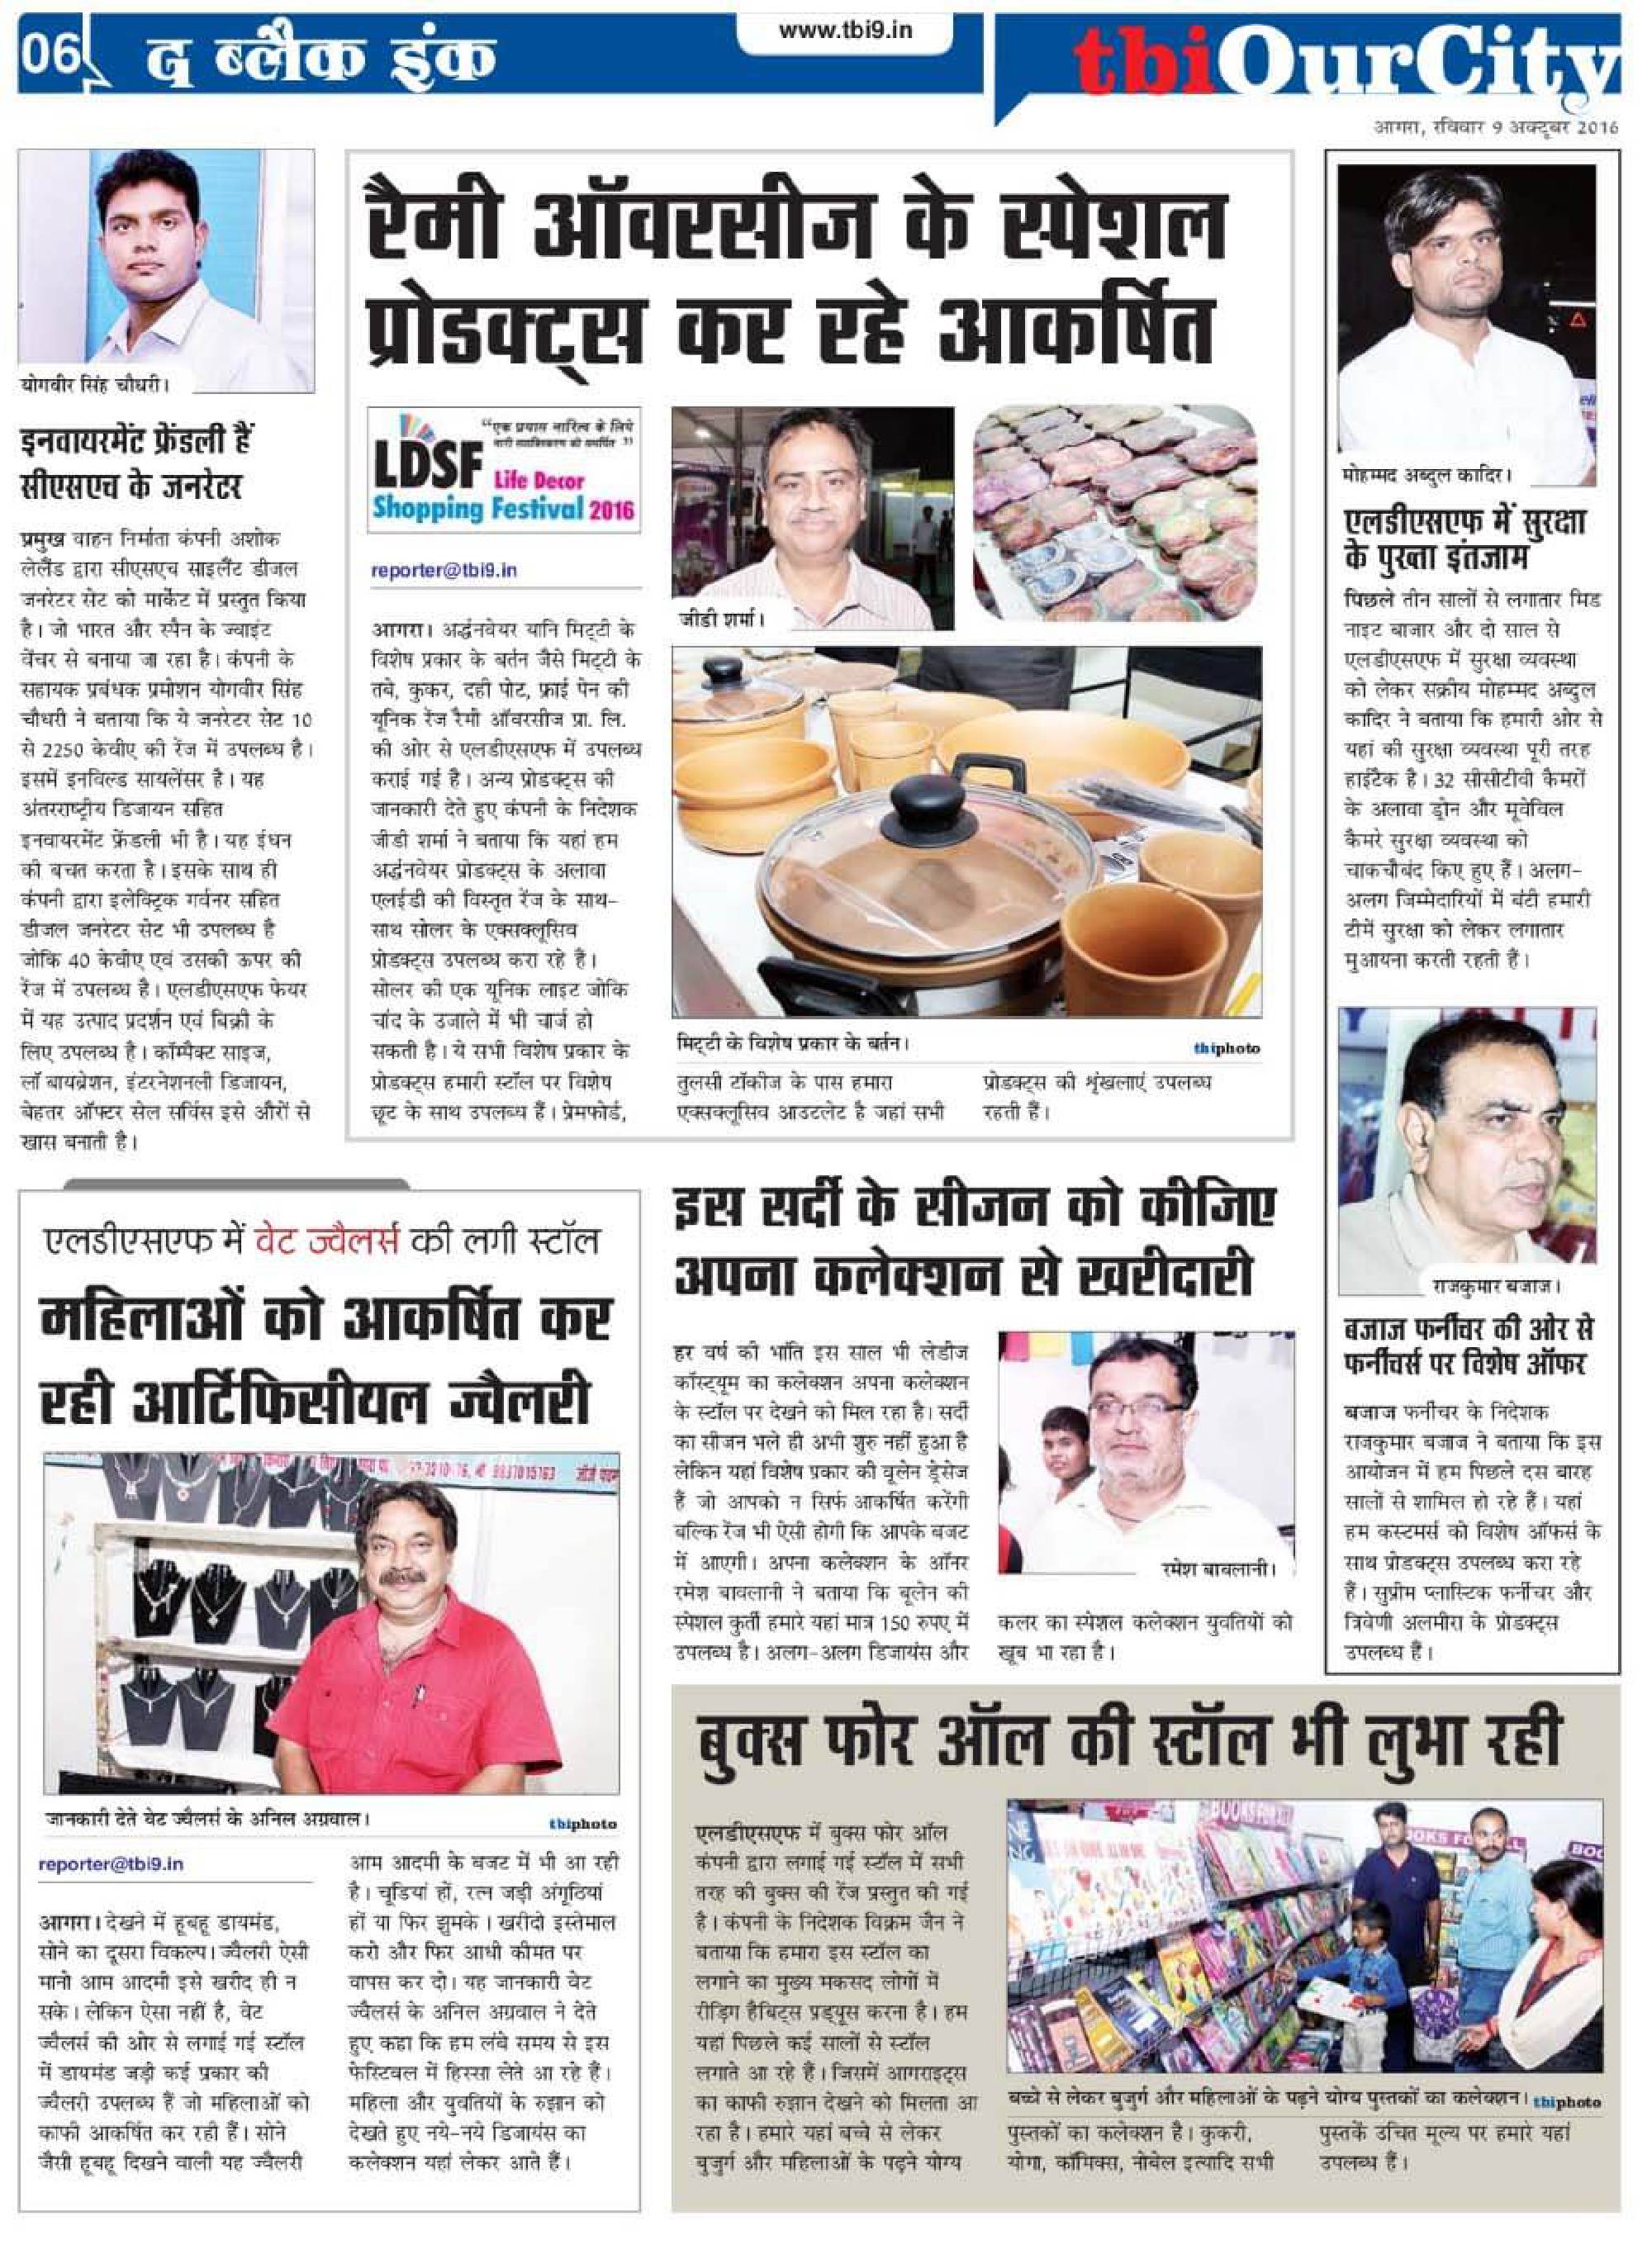 06
द ब्लैक इंक
www.tbi9.in
tbiOurCity
आगरा, रविवार 9 अक्टूबर 2016
योगवीर सिंह चौधरी।
इनवायरमेंट फ्रेंडली हैं
सीएसएच के जनरेटर
प्रमुख वाहन निर्माता कंपनी अशोक
लेलैंड द्वारा सीएसएच साइलैंट डीजल
जनरेटर सेट को मार्केट में प्रस्तुत किया
है। जो भारत और स्पैन के ज्वाइंट
वेंचर से बनाया जा रहा है। कंपनी के
सहायक प्रबंधक प्रमोशन योगवीर सिंह
चौधरी ने बताया कि ये जनरेटर सेट 10
से 2250 केवीए की रेंज में उपलब्ध है।
इसमें इनविल्ड सायलेंसर है। यह
अंतरराष्ट्रीय डिजायन सहित
इनवायरमेंट फ्रेंडली भी है। यह ईंधन
की बचत करता है। इसके साथ ही
कंपनी द्वारा इलेक्ट्रिक गर्वनर सहित
डीजल जनरेटर सेट भी उपलब्ध है
जोकि 40 केवीए एवं उसकी ऊपर की
रेंज में उपलब्ध है। एलडीएसएफ फेयर
में यह उत्पाद प्रदर्शन एवं बिक्री के
लिए उपलब्ध है। कॉम्पैक्ट साइज,
लॉ बायब्रेशन, इंटरनेशनली डिजायन,
बेहतर ऑफ्टर सेल सर्विस इसे औरों से
खास बनाती है।
रैमी ऑवरसीज के स्पेशल
प्रोडक्ट्स कर रहे आकर्षित
“एक प्रयास नारित्व के लिये
नारी सशक्तिकरण को समर्पित”
LDSF Life Decor
Shopping Festival 2016
reporter@tbi9.in
आगरा। अर्द्धनवेयर यानि मिट्टी के
विशेष प्रकार के बर्तन जैसे मिट्टी के
तबे, कुकर, दही पोट, फ्राई पेन की
यूनिक रेंज रैमी ऑवरसीज प्रा. लि.
की ओर से एलडीएसएफ में उपलब्ध
कराई गई है। अन्य प्रोडक्ट्स की
जानकारी देते हुए कंपनी के निदेशक
जीडी शर्मा ने बताया कि यहां हम
अर्द्धनवेयर प्रोडक्ट्स के अलावा
एलईडी की विस्तृत रेंज के साथ-
साथ सोलर के एक्सक्लूसिव
प्रोडक्ट्स उपलब्ध करा रहे हैं।
सोलर की एक यूनिक लाइट जोकि
चांद के उजाले में भी चार्ज हो
सकती है। ये सभी विशेष प्रकार के
प्रोडक्ट्स हमारी स्टॉल पर विशेष
छूट के साथ उपलब्ध हैं। प्रेमफोर्ड,
जीडी शर्मा।
मिट्टी के विशेष प्रकार के बर्तन।
tbiphoto
तुलसी टॉकीज के पास हमारा
एक्सक्लूसिव आउटलेट है जहां सभी
प्रोडक्ट्स की श्रृंखलाएं उपलब्ध
रहती हैं।
मोहम्मद अब्दुल कादिर।
एलडीएसएफ में सुरक्षा
के पुख्ता इंतजाम
पिछले तीन सालों से लगातार मिड
नाइट बाजार और दो साल से
एलडीएसएफ में सुरक्षा व्यवस्था
को लेकर सक्रीय मोहम्मद अब्दुल
कादिर ने बताया कि हमारी ओर से
यहां की सुरक्षा व्यवस्था पूरी तरह
हाईटैक है। 32 सीसीटीवी कैमरों
के अलावा ड्रोन और मूवेविल
कैमरे सुरक्षा व्यवस्था को
चाकचौबंद किए हुए हैं। अलग-
अलग जिम्मेदारियों में बंटी हमारी
टीमें सुरक्षा को लेकर लगातार
मुआयना करती रहती हैं।
राजकुमार बजाज।
बजाज फर्नीचर की ओर से
फर्नीचर्स पर विशेष ऑफर
बजाज फर्नीचर के निदेशक
राजकुमार बजाज ने बताया कि इस
आयोजन में हम पिछले दस बारह
सालों से शामिल हो रहे हैं। यहां
हम कस्टमर्स को विशेष ऑफर्स के
साथ प्रोडक्ट्स उपलब्ध करा रहे
हैं। सुप्रीम प्लास्टिक फर्नीचर और
त्रिवेणी अलमीरा के प्रोडक्ट्स
उपलब्ध हैं।
एलडीएसएफ में वेट ज्वैलर्स की लगी स्टॉल
महिलाओं को आकर्षित कर
रही आर्टिफिसीयल ज्वैलरी
जानकारी देते वेट ज्वैलर्स के अनिल अग्रवाल।
tbiphoto
reporter@tbi9.in
आगरा। देखने में हूबहू डायमंड,
सोने का दूसरा विकल्प। ज्वैलरी ऐसी
मानो आम आदमी इसे खरीद ही न
सके। लेकिन ऐसा नहीं है, वेट
ज्वैलर्स की ओर से लगाई गई स्टॉल
में डायमंड जड़ी कई प्रकार की
ज्वैलरी उपलब्ध हैं जो महिलाओं को
काफी आकर्षित कर रही हैं। सोने
जैसी हूबहू दिखने वाली यह ज्वैलरी
आम आदमी के बजट में भी आ रही
है। चूडियां हों, रत्न जड़ी अंगूठियां
हों या फिर झुमके। खरीदो इस्तेमाल
करो और फिर आधी कीमत पर
वापस कर दो। यह जानकारी वेट
ज्वैलर्स के अनिल अग्रवाल ने देते
हुए कहा कि हम लंबे समय से इस
फेस्टिवल में हिस्सा लेते आ रहे हैं।
महिला और युवतियों के रुझान को
देखते हुए नये-नये डिजायंस का
कलेक्शन यहां लेकर आते हैं।
इस सर्दी के सीजन को कीजिए
अपना कलेक्शन से खरीदारी
हर वर्ष की भांति इस साल भी लेडीज
कॉस्ट्यूम का कलेक्शन अपना कलेक्शन
के स्टॉल पर देखने को मिल रहा है। सर्दी
का सीजन भले ही अभी शुरु नहीं हुआ है
लेकिन यहां विशेष प्रकार की वूलेन ड्रेसेज
हैं जो आपको न सिर्फ आकर्षित करेंगी
बल्कि रेंज भी ऐसी होगी कि आपके बजट
में आएगी। अपना कलेक्शन के ऑनर
रमेश बावलानी ने बताया कि वूलेन की
स्पेशल कुर्ती हमारे यहां मात्र 150 रुपए में
उपलब्ध है। अलग-अलग डिजायंस और
रमेश बावलानी।
कलर का स्पेशल कलेक्शन युवतियों को
खूब भा रहा है।
बुक्स फोर ऑल की स्टॉल भी लुभा रही
एलडीएसएफ में बुक्स फोर ऑल
कंपनी द्वारा लगाई गई स्टॉल में सभी
तरह की बुक्स की रेंज प्रस्तुत की गई
है। कंपनी के निदेशक विक्रम जैन ने
बताया कि हमारा इस स्टॉल का
लगाने का मुख्य मकसद लोगों में
रीडिंग हैबिट्स प्रड्यूस करना है। हम
यहां पिछले कई सालों से स्टॉल
लगाते आ रहे हैं। जिसमें आगराइट्स
का काफी रुझान देखने को मिलता आ
रहा है। हमारे यहां बच्चे से लेकर
बुजुर्ग और महिलाओं के पढ़ने योग्य
बच्चे से लेकर बुजुर्ग और महिलाओं के पढ़ने योग्य पुस्तकों का कलेक्शन। tbiphoto
पुस्तकों का कलेक्शन है। कुकरी,
योगा, कॉमिक्स, नोबेल इत्यादि सभी
पुस्तकें उचित मूल्य पर हमारे यहां
उपलब्ध हैं।